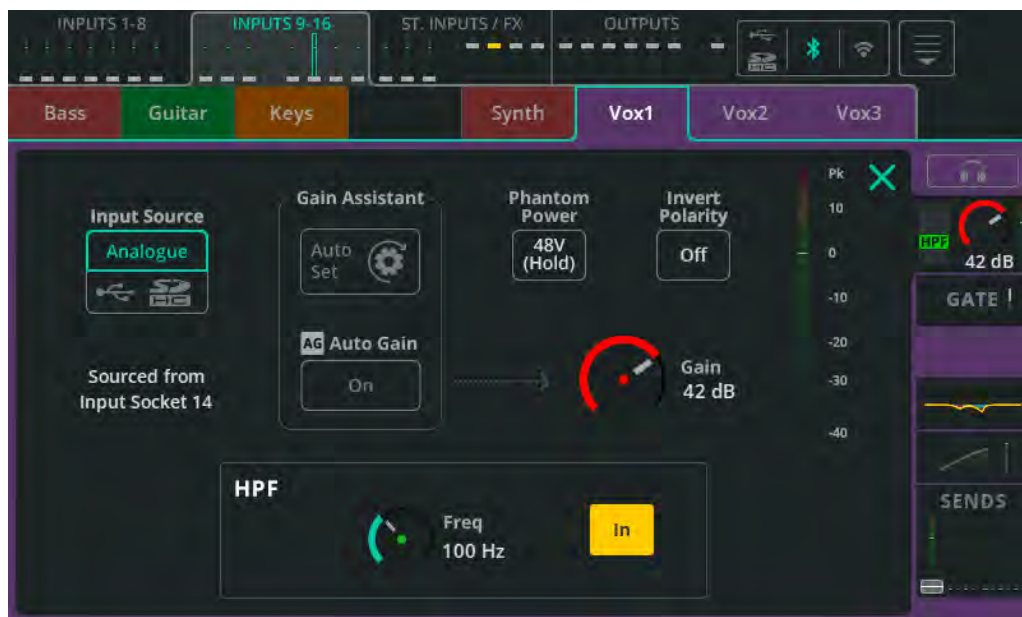 INPUTS 1-8
INPUTS 9-16
ST. INPUTS / FX
OUTPUTS
Bass
Guitar
Keys
Synth
Vox1
Vox2
Vox3
Input Source
Analogue
SD
HC
Sourced from
Input Socket 14
Gain Assistant
Auto
Set
AG Auto Gain
On
Phantom
Power
48V
(Hold)
Invert
Polarity
Off
Gain
42 dB
Pk
10
0
-10
-20
-30
-40
HPF
Freq
100 Hz
In
HPF
42 dB
GATE
SENDS